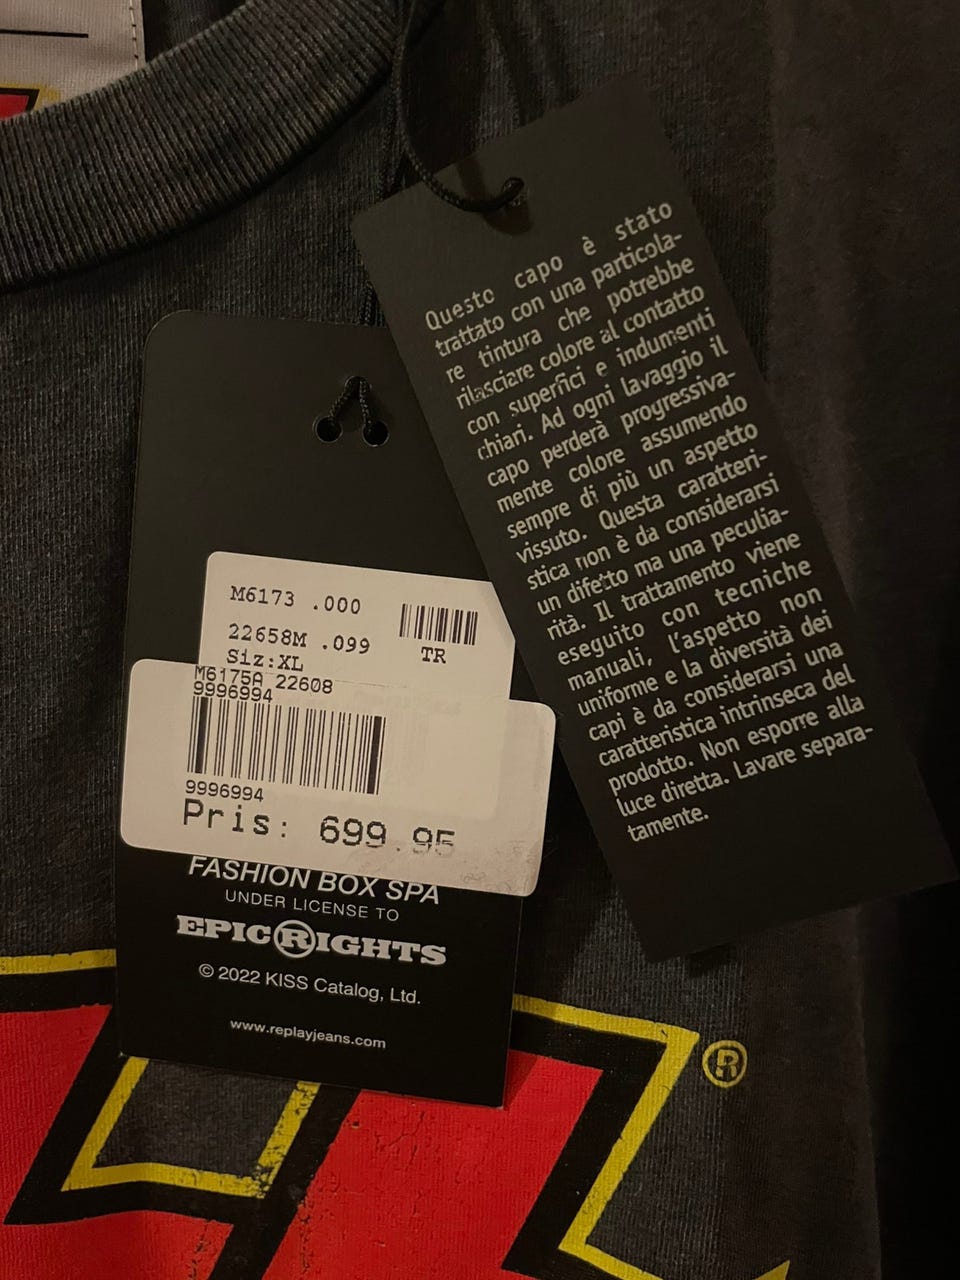 Questo capo è stato
trattato con una particola-
re tintura che potrebbe
rilasciare colore al contatto
con superfici e indumenti
chiari. Ad ogni lavaggio il
capo perderà progressiva-
mente colore assumendo
sempre di più un aspetto
vissuto. Questa caratteri-
stica non è da considerarsi
un difetto ma una peculia-
rità. Il trattamento viene
eseguito con tecniche
manuali, l'aspetto non
uniforme e la diversità dei
capi è da considerarsi una
caratteristica intrinseca del
prodotto. Non esporre alla
luce diretta. Lavare separa-
tamente.
M6173 .000
22658M .099
TR
Siz:XL
M6175A 22608
9996994
9996994
Pris: 699.95
FASHION BOX SPA
UNDER LICENSE TO
EPIC RIGHTS
© 2022 KISS Catalog, Ltd.
www.replayjeans.com
®